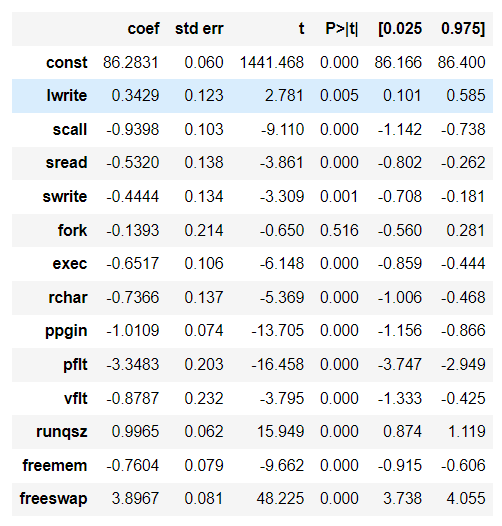 coef std err t P>|t| [0.025 0.975]
const 86.2831 0.060 1441.468 0.000 86.166 86.400
lwrite 0.3429 0.123 2.781 0.005 0.101 0.585
scall -0.9398 0.103 -9.110 0.000 -1.142 -0.738
sread -0.5320 0.138 -3.861 0.000 -0.802 -0.262
swrite -0.4444 0.134 -3.309 0.001 -0.708 -0.181
fork -0.1393 0.214 -0.650 0.516 -0.560 0.281
exec -0.6517 0.106 -6.148 0.000 -0.859 -0.444
rchar -0.7366 0.137 -5.369 0.000 -1.006 -0.468
ppgin -1.0109 0.074 -13.705 0.000 -1.156 -0.866
pflt -3.3483 0.203 -16.458 0.000 -3.747 -2.949
vflt -0.8787 0.232 -3.795 0.000 -1.333 -0.425
runqsz 0.9965 0.062 15.949 0.000 0.874 1.119
freemem -0.7604 0.079 -9.662 0.000 -0.915 -0.606
freeswap 3.8967 0.081 48.225 0.000 3.738 4.055